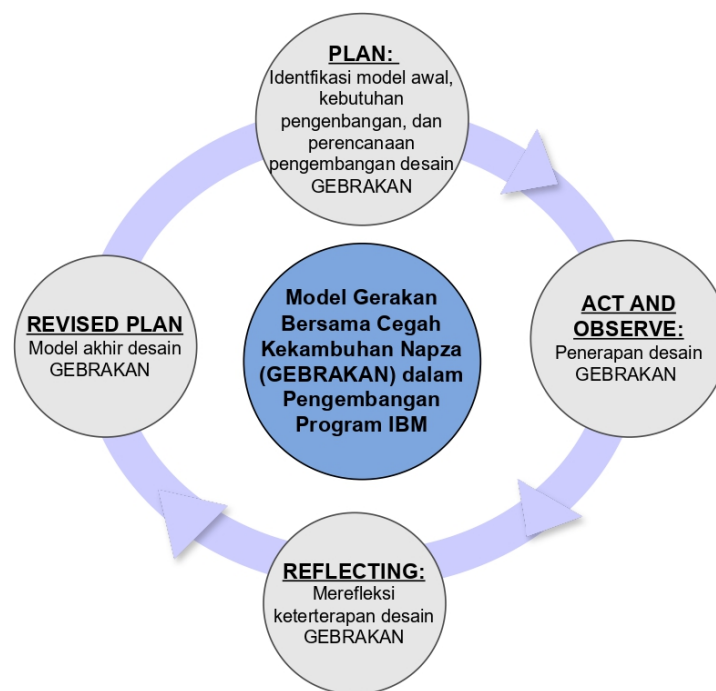 PLAN:
Identfikasi model awal,
kebutuhan
pengenbangan, dan
perencanaan
pengembangan desain
GEBRAKAN
ACT AND
OBSERVE:
Penerapan desain
GEBRAKAN
Model Gerakan
Bersama Cegah
Kekambuhan Napza
(GEBRAKAN) dalam
Pengembangan
Program IBM
REVISED PLAN
Model akhir desain
GEBRAKAN
REFLECTING:
Merefleksi
keterterapan desain
GEBRAKAN